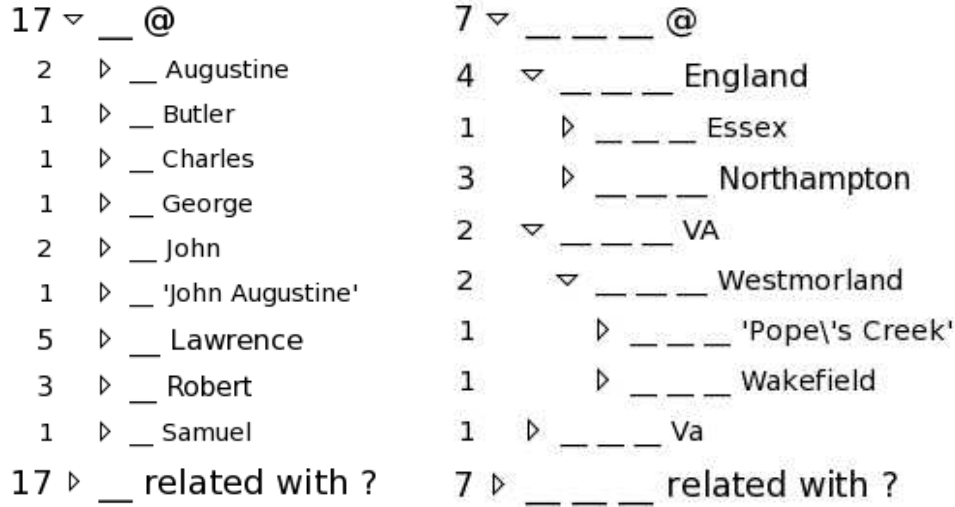 17 ▿ __ @
2 ▹ __ Augustine
1 ▹ __ Butler
1 ▹ __ Charles
1 ▹ __ George
2 ▹ __ John
1 ▹ __ 'John Augustine'
5 ▹ __ Lawrence
3 ▹ __ Robert
1 ▹ __ Samuel
17 ▹ __ related with ?
7 ▿ __ __ __ @
4 ▿ __ __ __ England
1 ▹ __ __ __ Essex
3 ▹ __ __ __ Northampton
2 ▿ __ __ __ VA
2 ▿ __ __ __ Westmorland
1 ▹ __ __ __ 'Pope\'s Creek'
1 ▹ __ __ __ Wakefield
1 ▹ __ __ __ Va
7 ▹ __ __ __ related with ?